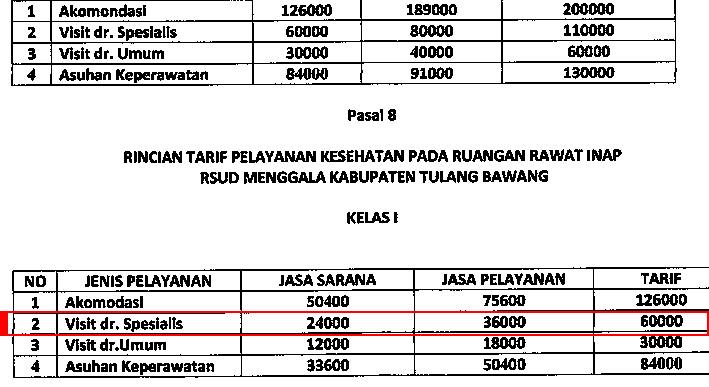 1 Akomondasi 126000 189000 200000
2 Visit dr. Spesialis 60000 80000 110000
3 Visit dr. Umum 30000 40000 60000
4 Asuhan Keperawatan 84000 91000 130000
Pasal 8
RINCIAN TARIF PELAYANAN KESEHATAN PADA RUANGAN RAWAT INAP
RSUD MENGGALA KABUPATEN TULANG BAWANG
KELAS I
NO JENIS PELAYANAN JASA SARANA JASA PELAYANAN TARIF
1 Akomodasi 50400 75600 126000
2 Visit dr. Spesialis 24000 36000 60000
3 Visit dr.Umum 12000 18000 30000
4 Asuhan Keperawatan 33600 50400 84000